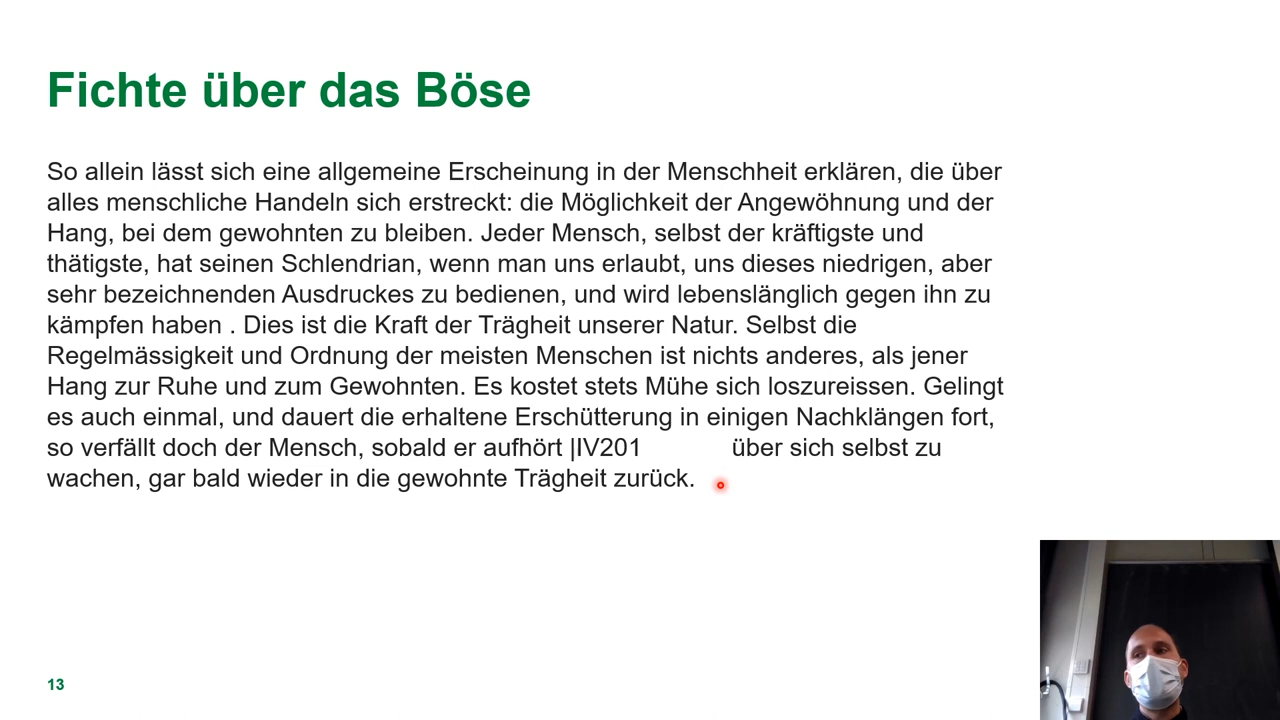 Fichte über das Böse
So allein lässt sich eine allgemeine Erscheinung in der Menschheit erklären, die über
alles menschliche Handeln sich erstreckt: die Möglichkeit der Angewöhnung und der
Hang, bei dem gewohnten zu bleiben. Jeder Mensch, selbst der kräftigste und
thätigste, hat seinen Schlendrian, wenn man uns erlaubt, uns dieses niedrigen, aber
sehr bezeichnenden Ausdruckes zu bedienen, und wird lebenslänglich gegen ihn zu
kämpfen haben . Dies ist die Kraft der Trägheit unserer Natur. Selbst die
Regelmässigkeit und Ordnung der meisten Menschen ist nichts anderes, als jener
Hang zur Ruhe und zum Gewohnten. Es kostet stets Mühe sich loszureissen. Gelingt
es auch einmal, und dauert die erhaltene Erschütterung in einigen Nachklängen fort,
so verfällt doch der Mensch, sobald er aufhört |IV201 über sich selbst zu
wachen, gar bald wieder in die gewohnte Trägheit zurück.
13